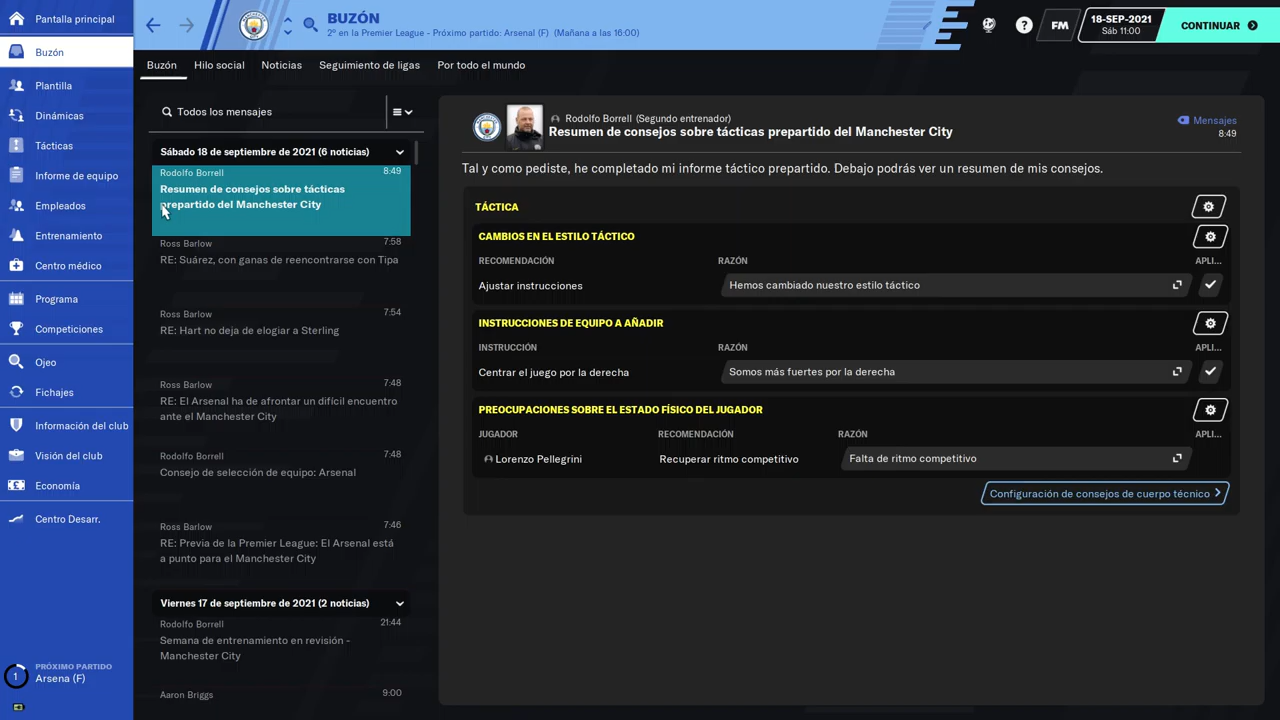 Pantalla principal
Buzón
Plantilla
Dinámicas
Tácticas
Informe de equipo
Empleados
Entrenamiento
Centro médico
Programa
Competiciones
Ojeo
Fichajes
Información del club
Visión del club
Economía
Centro Desarr.
1
PRÓXIMO PARTIDO
Arsena (F)
BUZÓN
2º en la Premier League - Próximo partido: Arsenal (F) (Mañana a las 16:00)
?
FM
18-SEP-2021
Sáb 11:00
CONTINUAR
Buzón
Hilo social
Noticias
Seguimiento de ligas
Por todo el mundo
Todos los mensajes
Sábado 18 de septiembre de 2021 (6 noticias)
Rodolfo Borrell 8:49
Resumen de consejos sobre tácticas
prepartido del Manchester City
Ross Barlow 7:58
RE: Suárez, con ganas de reencontrarse con Tipa
Ross Barlow 7:54
RE: Hart no deja de elogiar a Sterling
Ross Barlow 7:48
RE: El Arsenal ha de afrontar un difícil encuentro
ante el Manchester City
Rodolfo Borrell 7:48
Consejo de selección de equipo: Arsenal
Ross Barlow 7:46
RE: Previa de la Premier League: El Arsenal está
a punto para el Manchester City
Viernes 17 de septiembre de 2021 (2 noticias)
Rodolfo Borrell 21:44
Semana de entrenamiento en revisión -
Manchester City
Aaron Briggs 9:00
Rodolfo Borrell (Segundo entrenador)
Resumen de consejos sobre tácticas prepartido del Manchester City
Mensajes
8:49
Tal y como pediste, he completado mi informe táctico prepartido. Debajo podrás ver un resumen de mis consejos.
TÁCTICA
CAMBIOS EN EL ESTILO TÁCTICO
RECOMENDACIÓN RAZÓN APLI...
Ajustar instrucciones Hemos cambiado nuestro estilo táctico
INSTRUCCIONES DE EQUIPO A AÑADIR
INSTRUCCIÓN RAZÓN APLI...
Centrar el juego por la derecha Somos más fuertes por la derecha
PREOCUPACIONES SOBRE EL ESTADO FÍSICO DEL JUGADOR
JUGADOR RECOMENDACIÓN RAZÓN APLI...
Lorenzo Pellegrini Recuperar ritmo competitivo Falta de ritmo competitivo
Configuración de consejos de cuerpo técnico